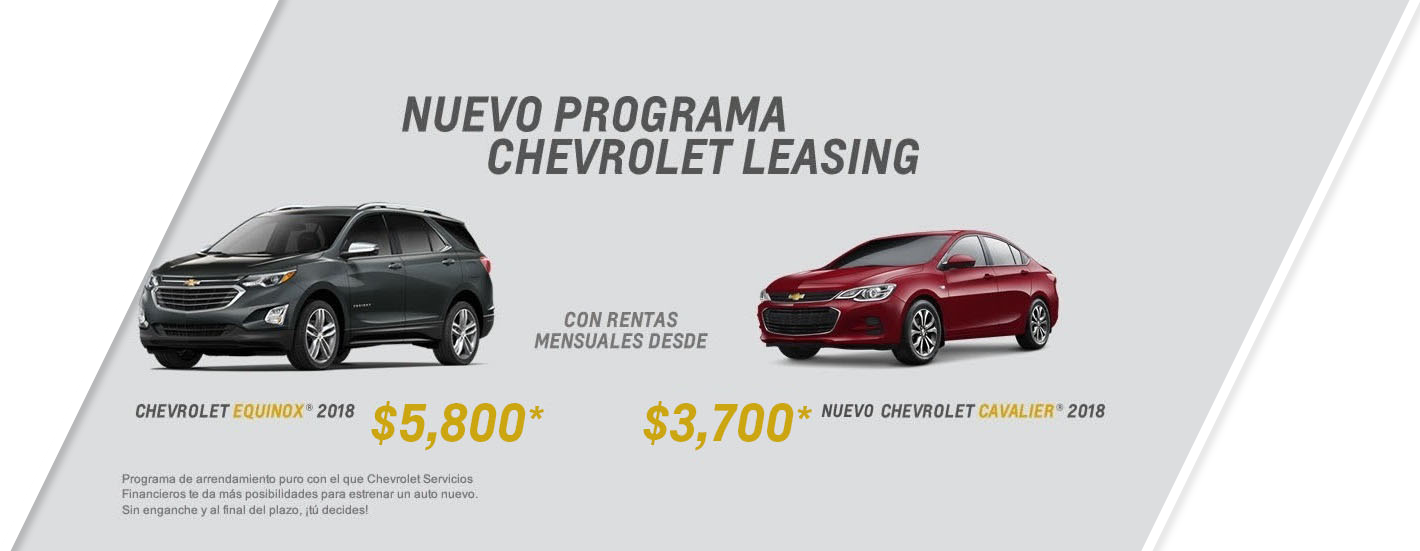 NUEVO PROGRAMA
CHEVROLET LEASING
CON RENTAS
MENSUALES DESDE
CHEVROLET EQUINOX® 2018
$5,800*
$3,700*
NUEVO CHEVROLET CAVALIER® 2018
Programa de arrendamiento puro con el que Chevrolet Servicios
Financieros te da más posibilidades para estrenar un auto nuevo.
Sin enganche y al final del plazo, ¡tú decides!